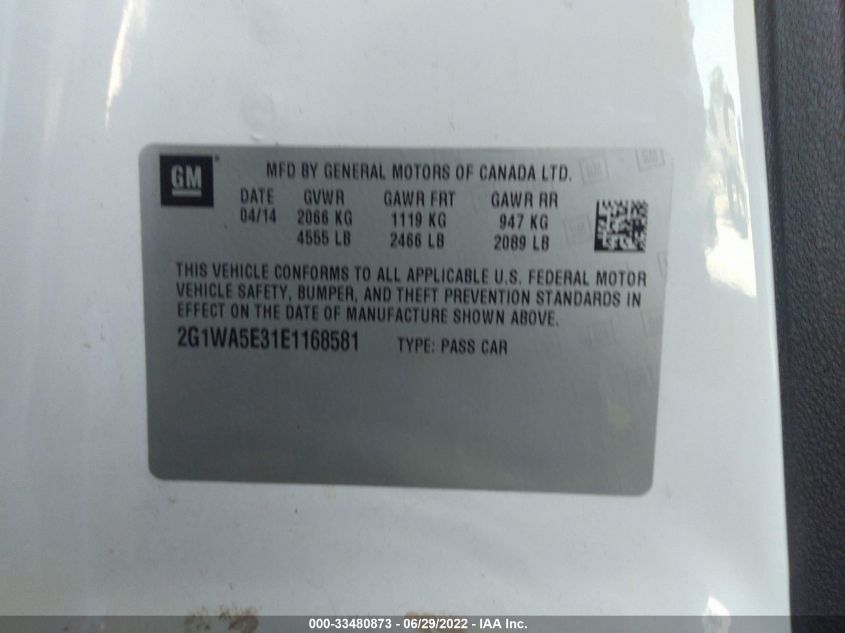 GM
MFD BY GENERAL MOTORS OF CANADA LTD.
DATE GVWR GAWR FRT GAWR RR
04/14 2066 KG 1119 KG 947 KG
4555 LB 2466 LB 2089 LB
THIS VEHICLE CONFORMS TO ALL APPLICABLE U.S. FEDERAL MOTOR
VEHICLE SAFETY, BUMPER, AND THEFT PREVENTION STANDARDS IN
EFFECT ON THE DATE OF MANUFACTURE SHOWN ABOVE.
2G1WA5E31E1168581 TYPE: PASS CAR
000-33480873 - 06/29/2022 - IAA Inc.